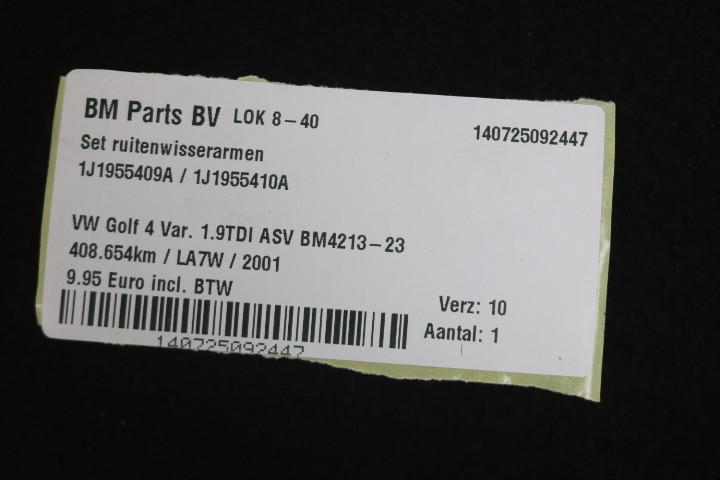 BM Parts BV LOK 8-40
140725092447
Set ruitenwisserarmen
1J1955409A / 1J1955410A
VW Golf 4 Var. 1.9TDI ASV BM4213-23
408.654km / LA7W / 2001
9.95 Euro incl. BTW
Verz: 10
Aantal: 1
140725092447